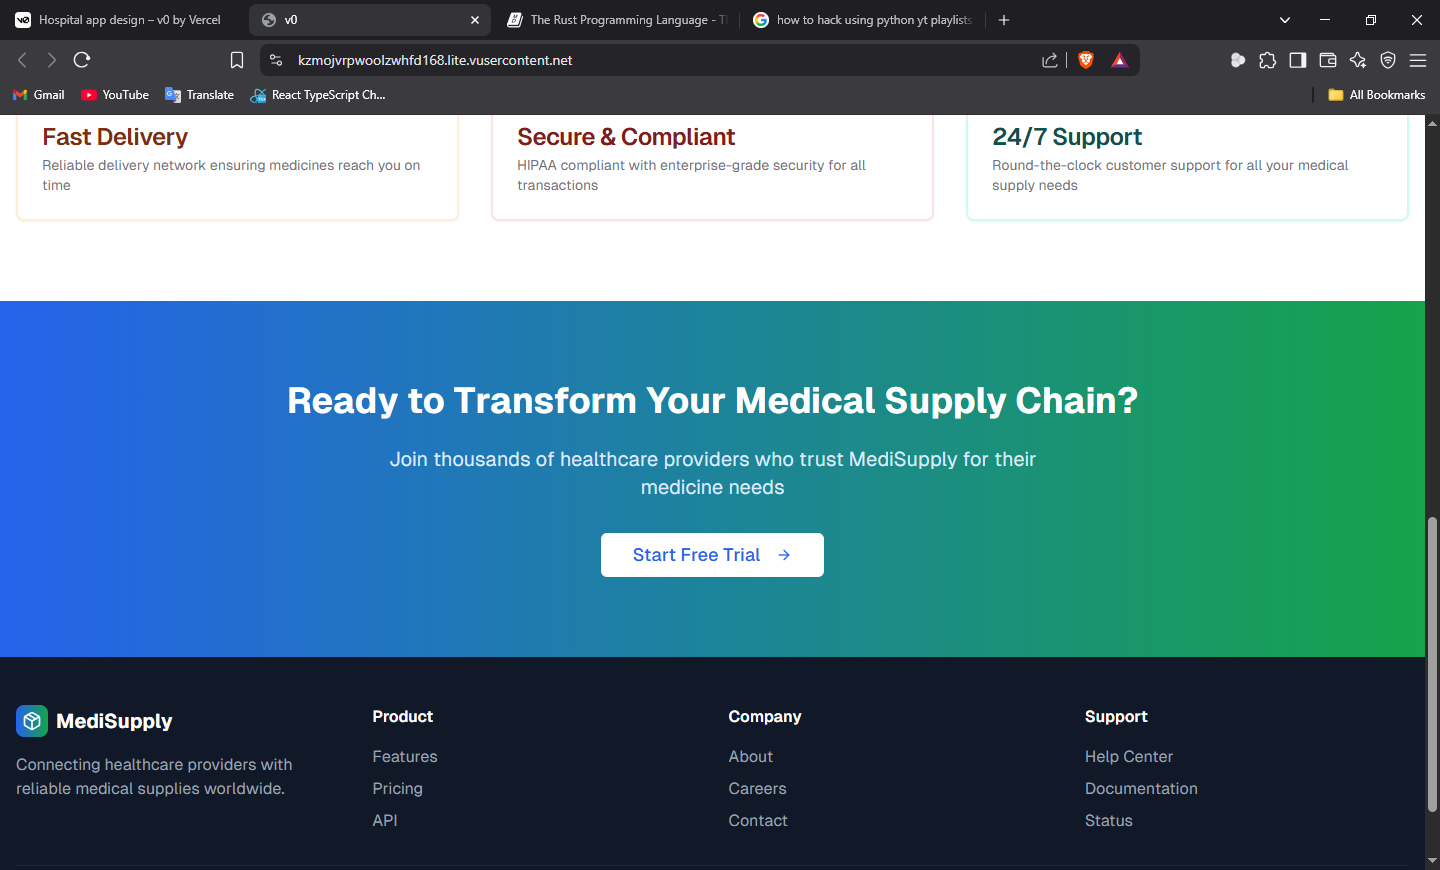 Hospital app design – v0 by Vercel
v0
The Rust Programming Language - Th
how to hack using python yt playlists
kzmojvrpwoolzwhfd168.lite.vusercontent.net
Gmail
YouTube
Translate
React TypeScript Ch...
All Bookmarks
Fast Delivery
Reliable delivery network ensuring medicines reach you on
time
Secure & Compliant
HIPAA compliant with enterprise-grade security for all
transactions
24/7 Support
Round-the-clock customer support for all your medical
supply needs
Ready to Transform Your Medical Supply Chain?
Join thousands of healthcare providers who trust MediSupply for their
medicine needs
Start Free Trial
MediSupply
Connecting healthcare providers with
reliable medical supplies worldwide.
Product
Features
Pricing
API
Company
About
Careers
Contact
Support
Help Center
Documentation
Status